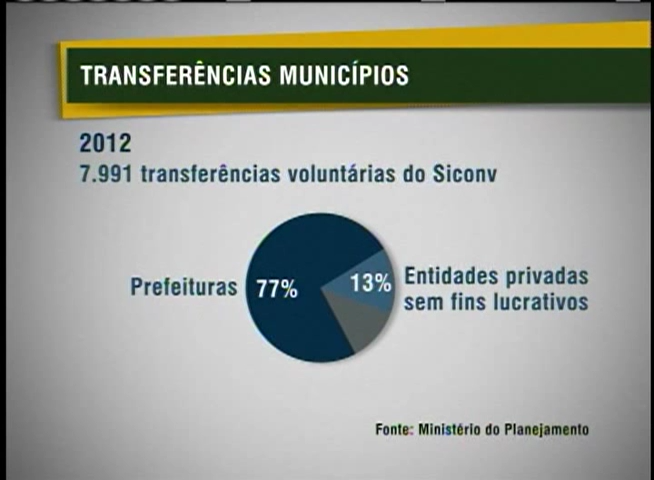 TRANSFERÊNCIAS MUNICÍPIOS
2012
7.991 transferências voluntárias do Siconv
Prefeituras 77%
13% Entidades privadas
sem fins lucrativos
Fonte: Ministério do Planejamento